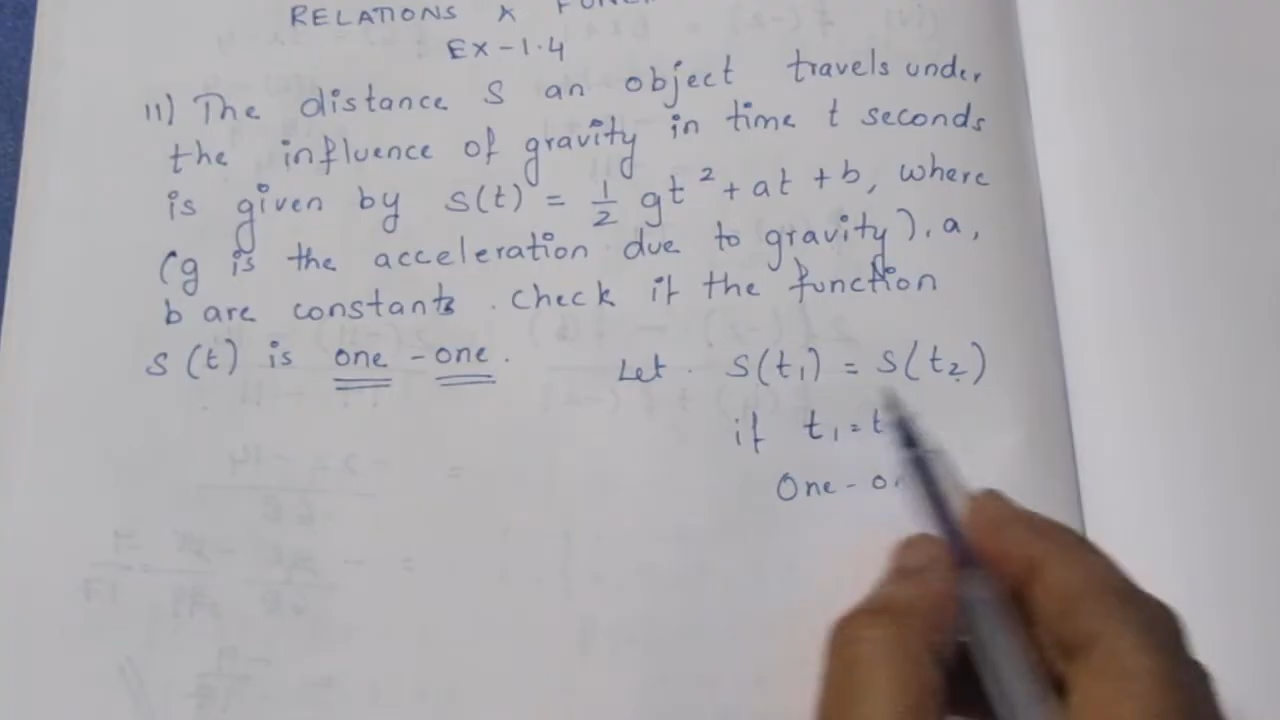 RELATIONS &
EX-1.4
11) The distance S an object travels under
the influence of gravity in time t seconds
is given by s(t) = 1/2 gt² + at + b, where
(g is the acceleration due to gravity). a,
b are constants. Check if the function
s(t) is one-one.
Let s(t₁) = s(t₂)
if t₁ = t
One-